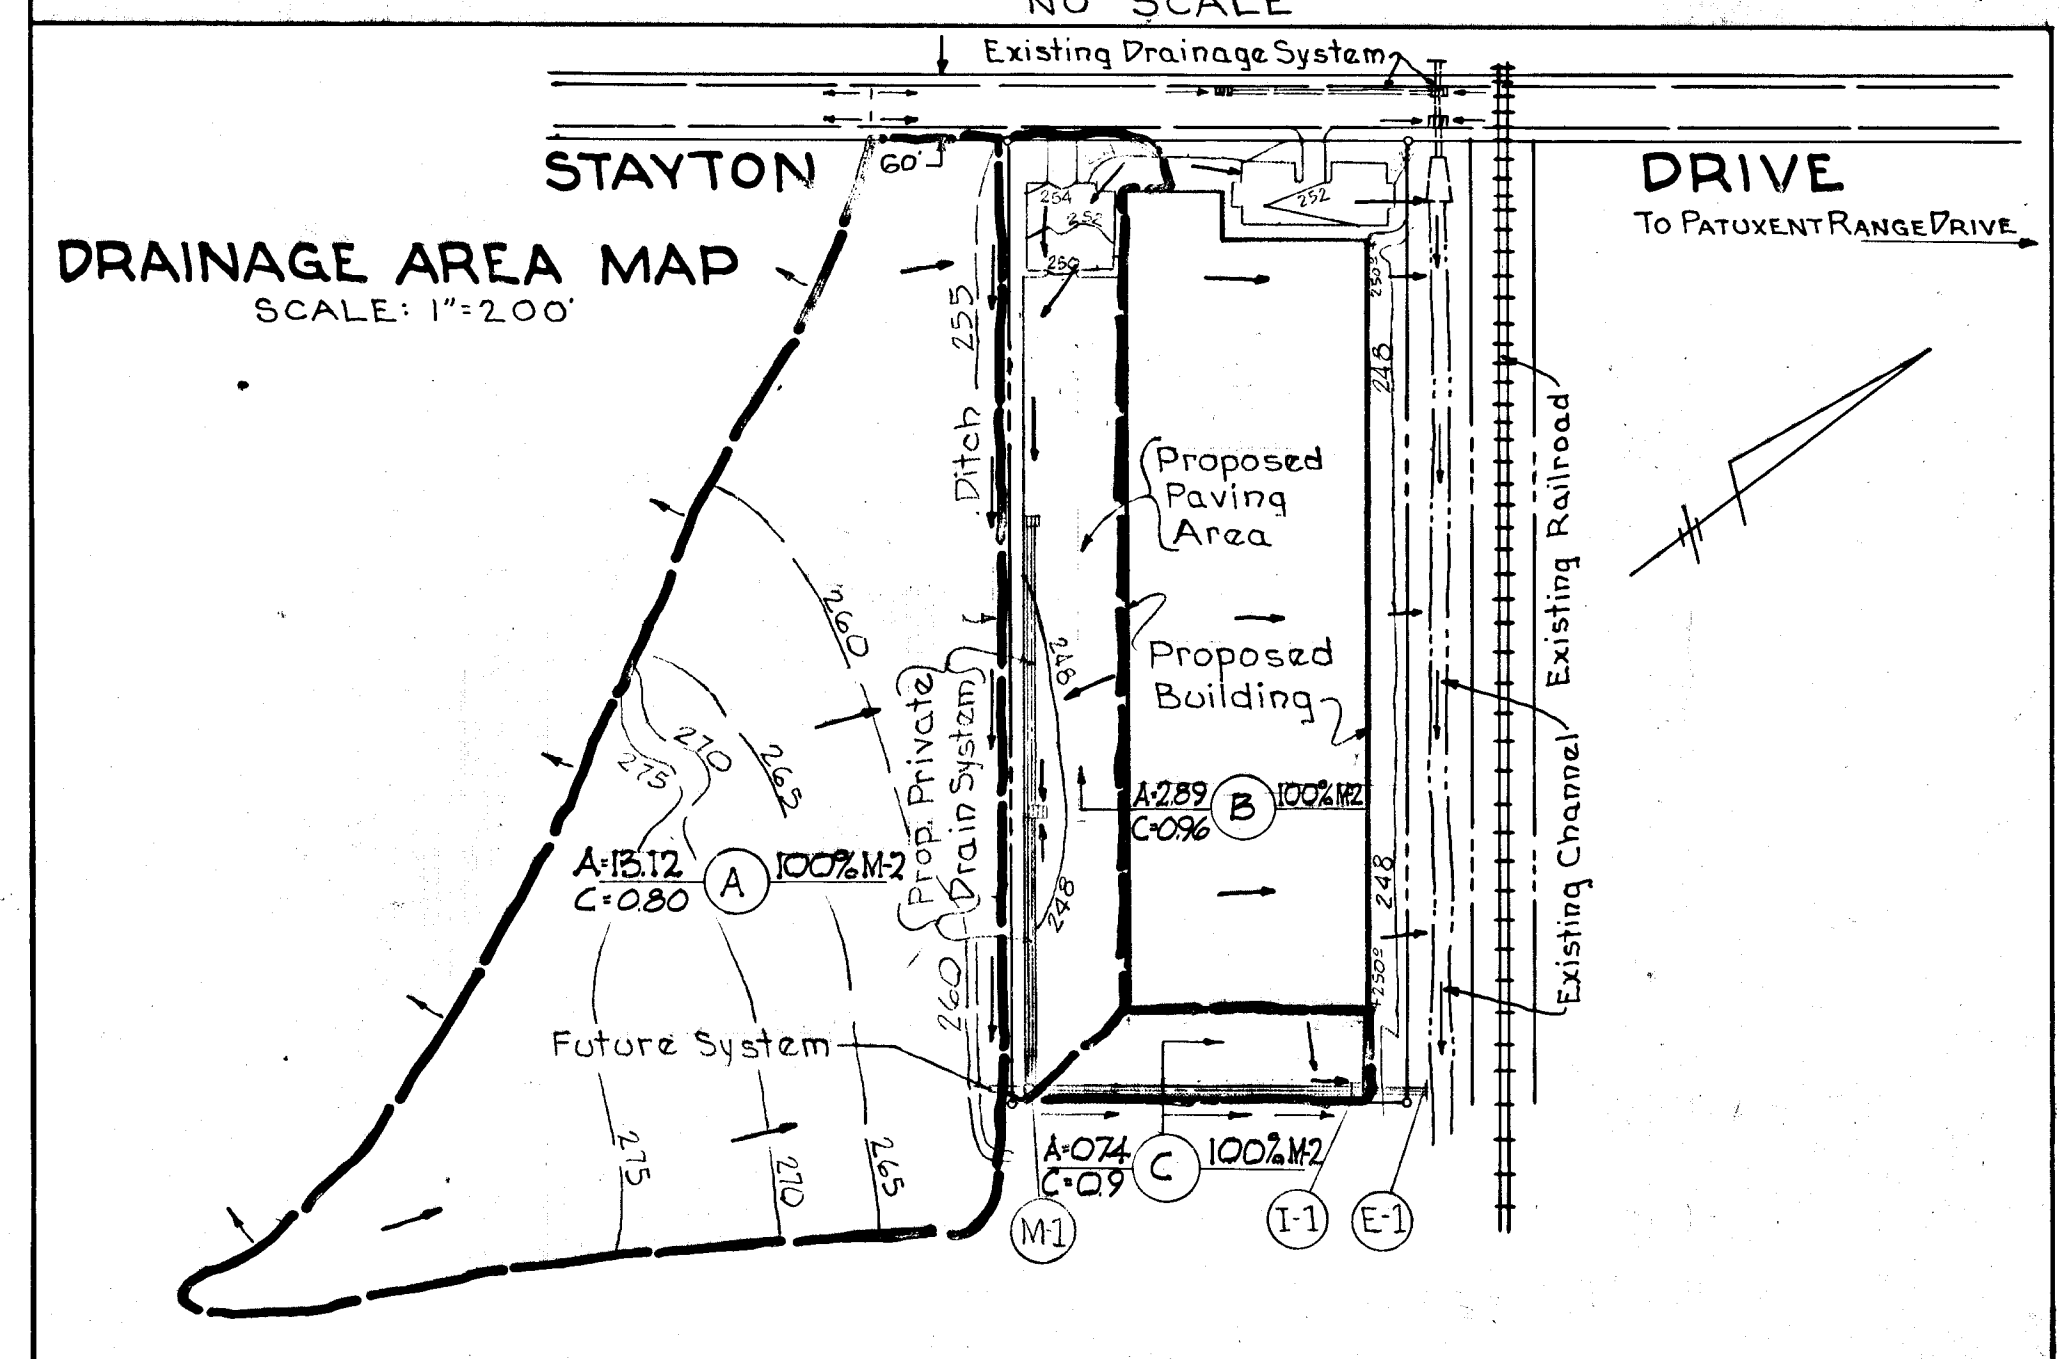 NO SCALE
Existing Drainage System
STAYTON
60'
DRIVE
TO PATUXENT RANGE DRIVE
DRAINAGE AREA MAP
SCALE: 1"=200'
254
252
250
252
250
248
Ditch
255
Proposed
Paving
Area
Existing Railroad
260
248
Proposed
Building
Prop. Private
Drain System
270
275
265
A=2.89
C=0.96
B
100% M-2
A=13.12
C=0.80
A
100% M-2
248
248
Existing Channel
260
+250
Future System
275
270
265
A=0.74
C=0.9
C
100% M-2
M-1
I-1
E-1